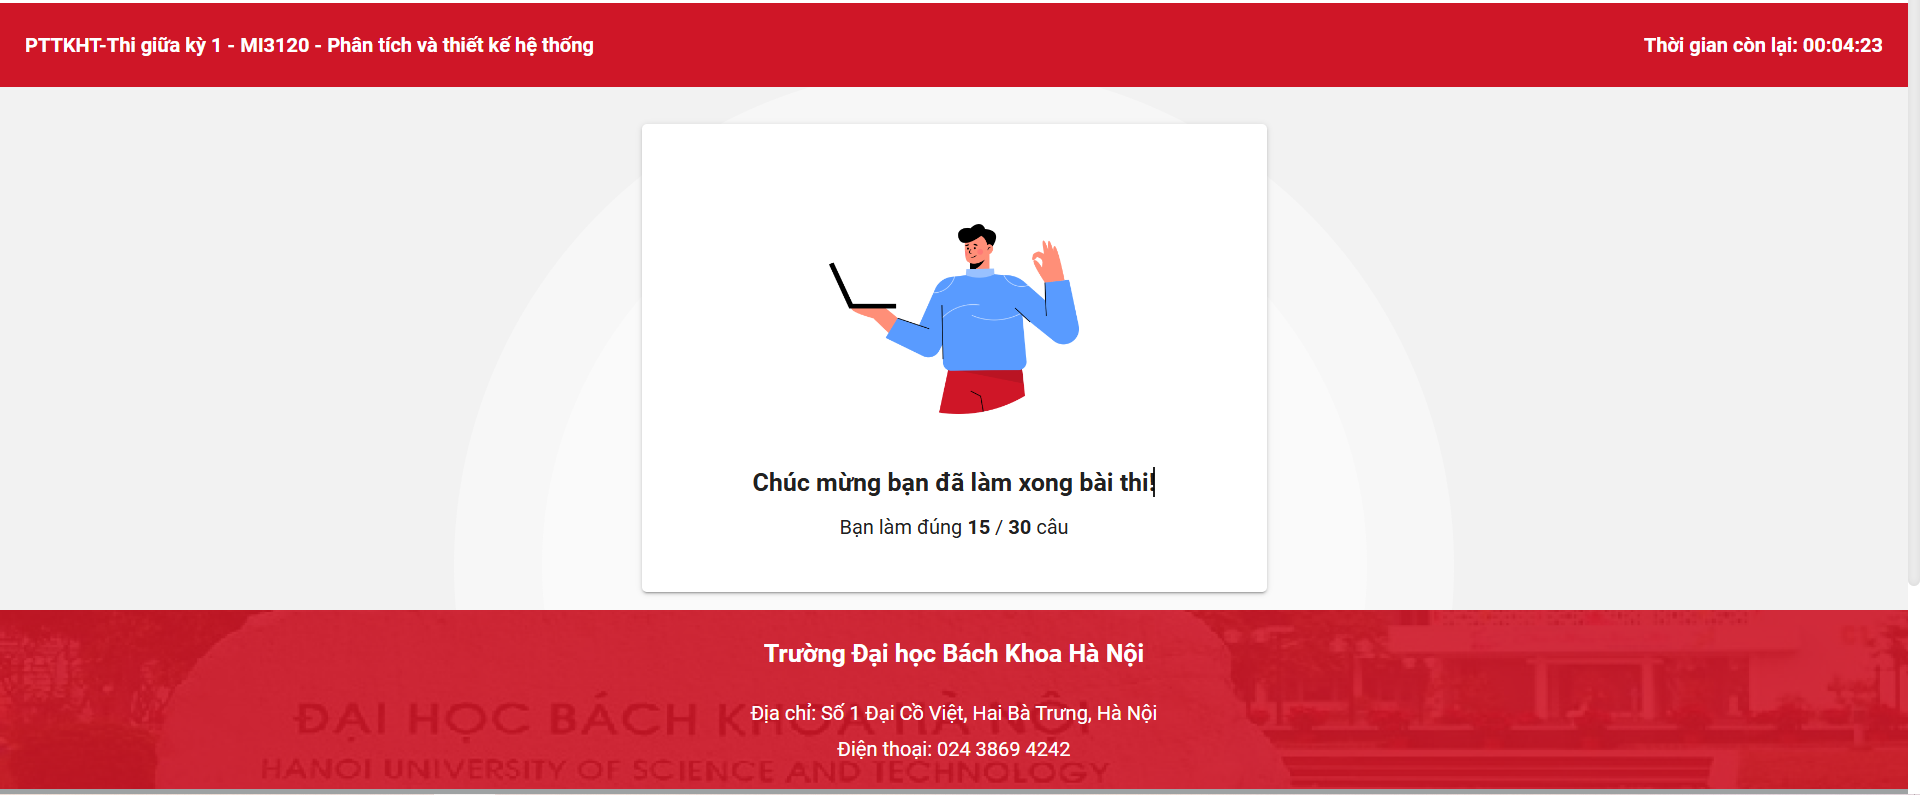 PTTKHT-Thi giữa kỳ 1 - MI3120 - Phân tích và thiết kế hệ thống
Thời gian còn lại: 00:04:23
Chúc mừng bạn đã làm xong bài thi!
Bạn làm đúng 15 / 30 câu
Trường Đại học Bách Khoa Hà Nội
ĐẠI HỌC BÁCH KHOA HÀ NỘI
Địa chỉ: Số 1 Đại Cồ Việt, Hai Bà Trưng, Hà Nội
Điện thoại: 024 3869 4242
HANOI UNIVERSITY OF SCIENCE AND TECHNOLOGY